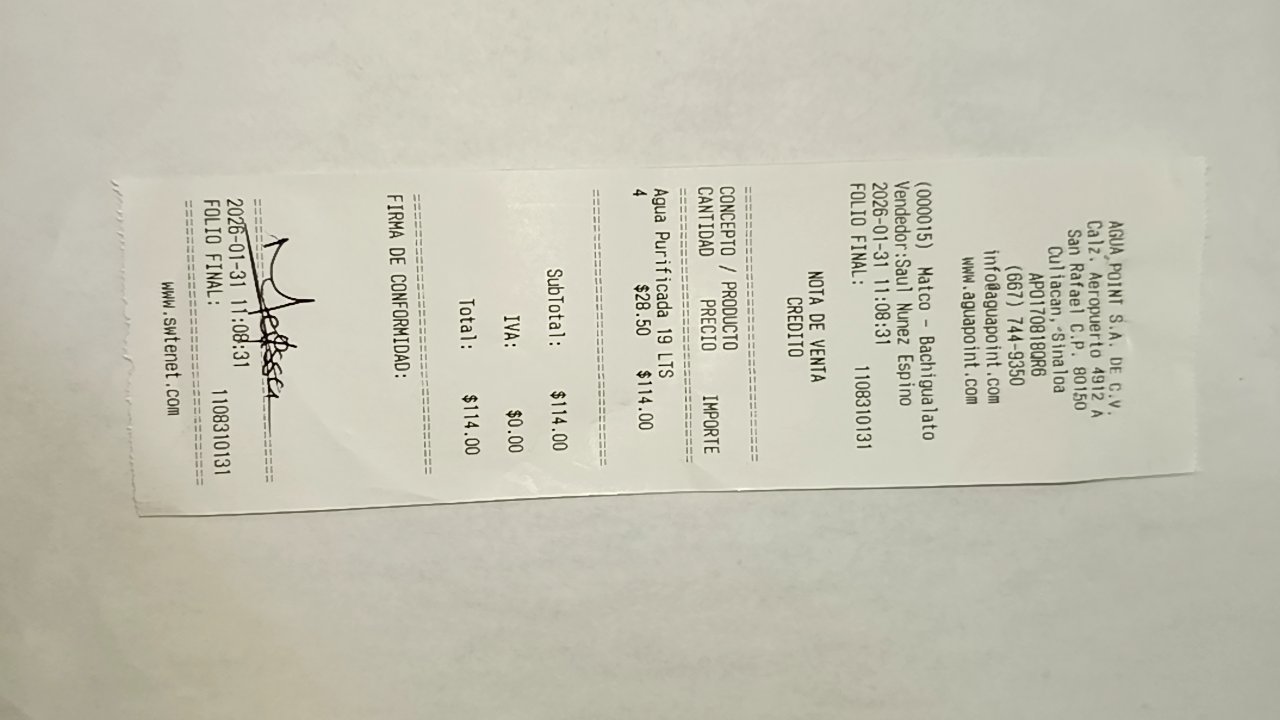 AGUA POINT S.A. DE C.V.
Calz. Aeropuerto 4912 A
San Rafael C.P. 80150
Culiacan, Sinaloa
APO170818QR6
(667) 744-9350
info@aguapoint.com
www.aguapoint.com
(000015) Matco - Bachigualato
Vendedor:Saul Nunez Espino
2026-01-31 11:08:31
FOLIO FINAL: 1108310131
NOTA DE VENTA
CREDITO
=============================
CONCEPTO / PRODUCTO
CANTIDAD PRECIO IMPORTE
=============================
Agua Purificada 19 LTS
4 $28.50 $114.00
=============================
SubTotal: $114.00
IVA: $0.00
Total: $114.00
=============================
FIRMA DE CONFORMIDAD:
Melissa
=============================
2026-01-31 11:08:31
FOLIO FINAL: 1108310131
=============================
www.swtenet.com